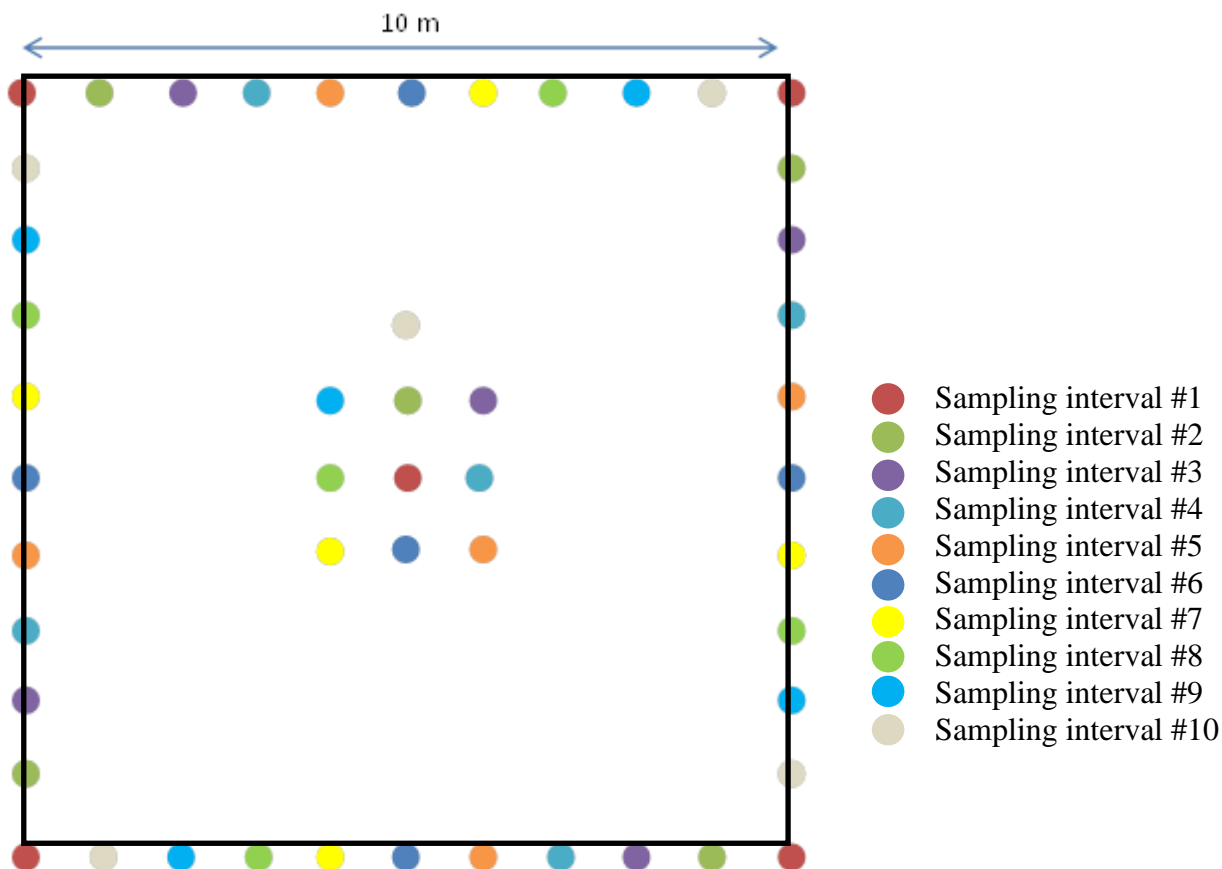 10 m
Sampling interval #1
Sampling interval #2
Sampling interval #3
Sampling interval #4
Sampling interval #5
Sampling interval #6
Sampling interval #7
Sampling interval #8
Sampling interval #9
Sampling interval #10